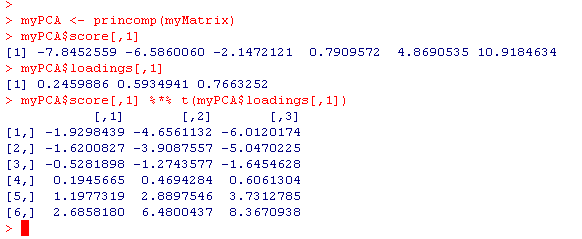 >
> myPCA <- princomp(myMatrix)
> myPCA$score[,1]
[1] -7.8452559 -6.5860060 -2.1472121  0.7909572  4.8690535 10.9184634
> myPCA$loadings[,1]
[1] 0.2459886 0.5934941 0.7663252
> myPCA$score[,1] %*% t(myPCA$loadings[,1])
           [,1]       [,2]       [,3]
[1,] -1.9298439 -4.6561132 -6.0120174
[2,] -1.6200827 -3.9087557 -5.0470225
[3,] -0.5281898 -1.2743577 -1.6454628
[4,]  0.1945665  0.4694284  0.6061304
[5,]  1.1977319  2.8897546  3.7312785
[6,]  2.6858180  6.4800437  8.3670938
>